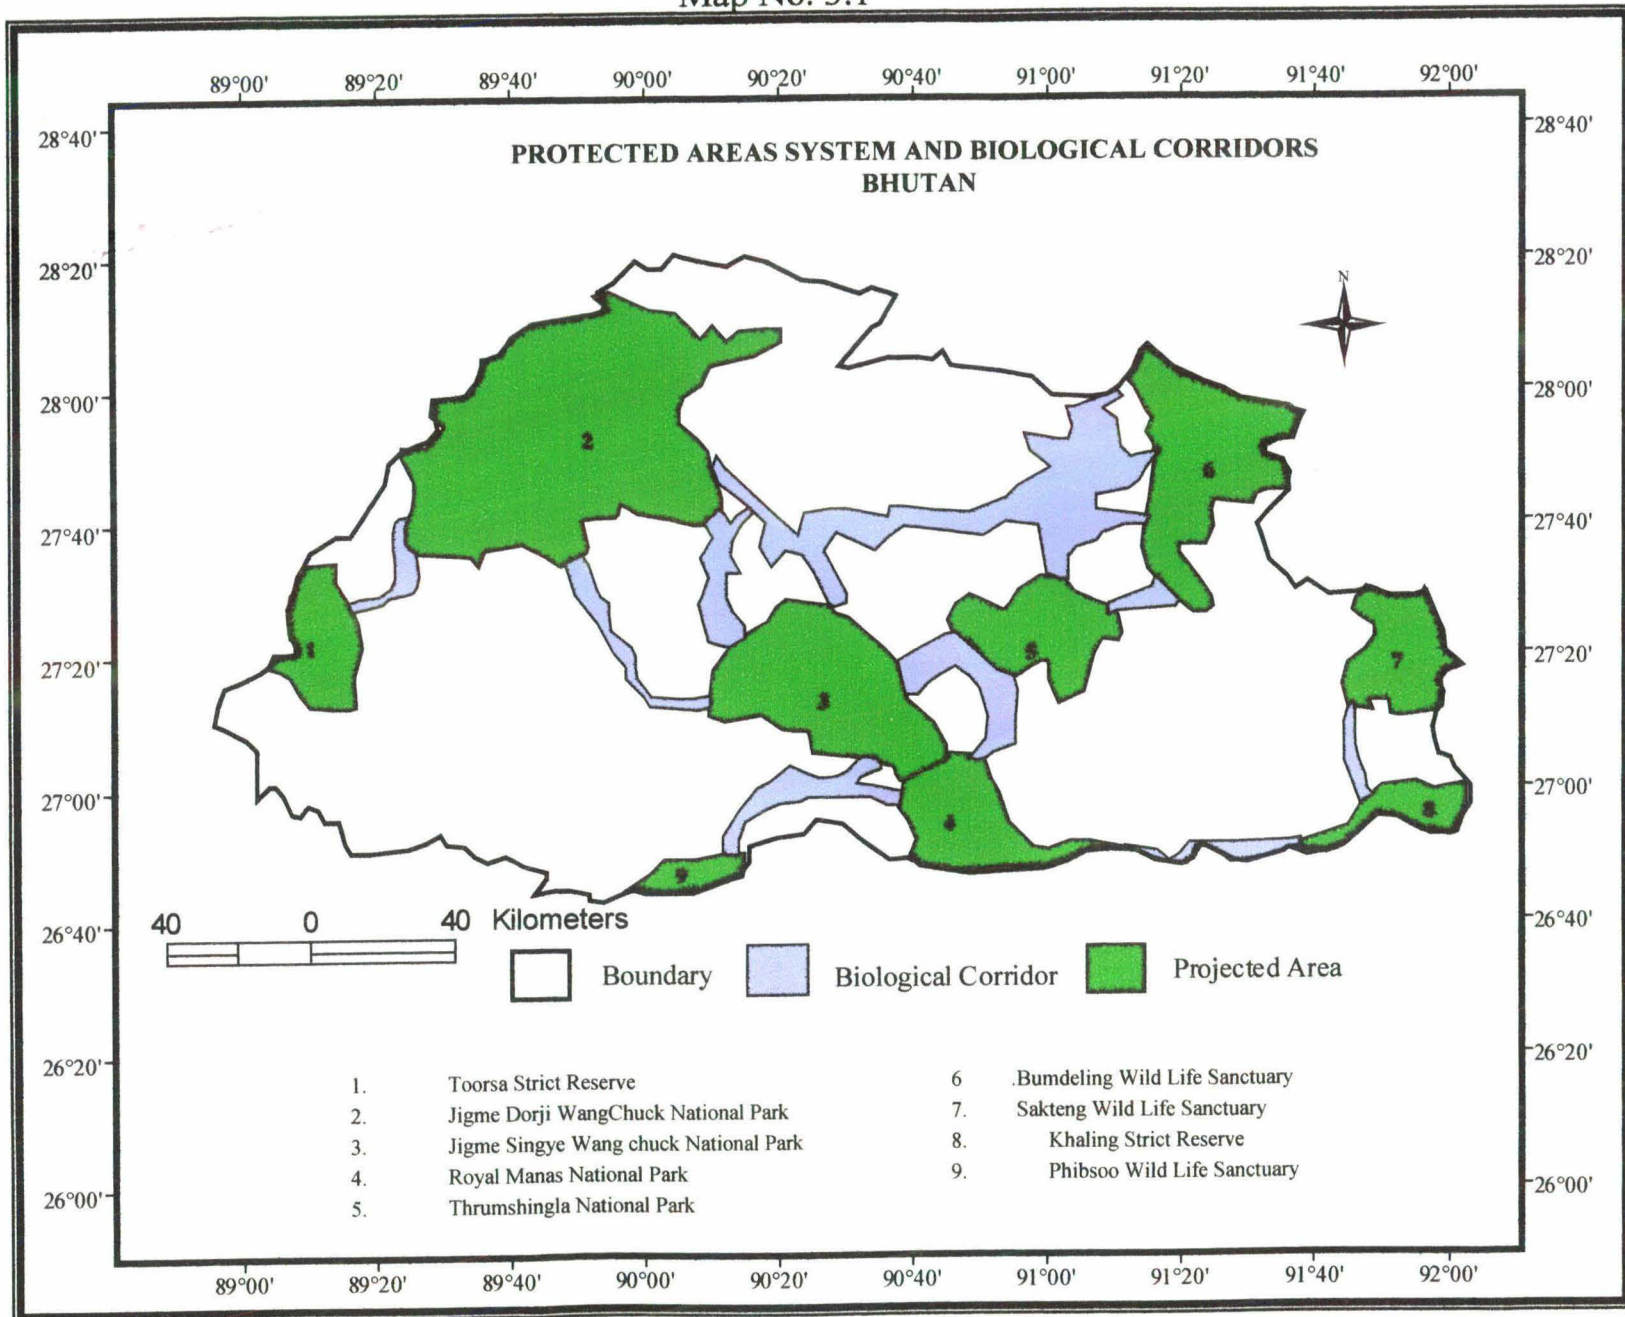 Map No. 3.1
89°00' 89°20' 89°40' 90°00' 90°20' 90°40' 91°00' 91°20' 91°40' 92°00'
28°40' 28°40'
PROTECTED AREAS SYSTEM AND BIOLOGICAL CORRIDORS
BHUTAN
28°20' 28°20'
N
28°00' 28°00'
2
6
27°40' 27°40'
1
5
7
27°20' 27°20'
3
27°00' 27°00'
4
8
9
40 0 40 Kilometers
26°40' 26°40'
Boundary Biological Corridor Projected Area
26°20' 26°20'
1. Toorsa Strict Reserve
2. Jigme Dorji WangChuck National Park
3. Jigme Singye Wang chuck National Park
4. Royal Manas National Park
5. Thrumshingla National Park
6 .Bumdeling Wild Life Sanctuary
7. Sakteng Wild Life Sanctuary
8. Khaling Strict Reserve
9. Phibsoo Wild Life Sanctuary
26°00' 26°00'
89°00' 89°20' 89°40' 90°00' 90°20' 90°40' 91°00' 91°20' 91°40' 92°00'